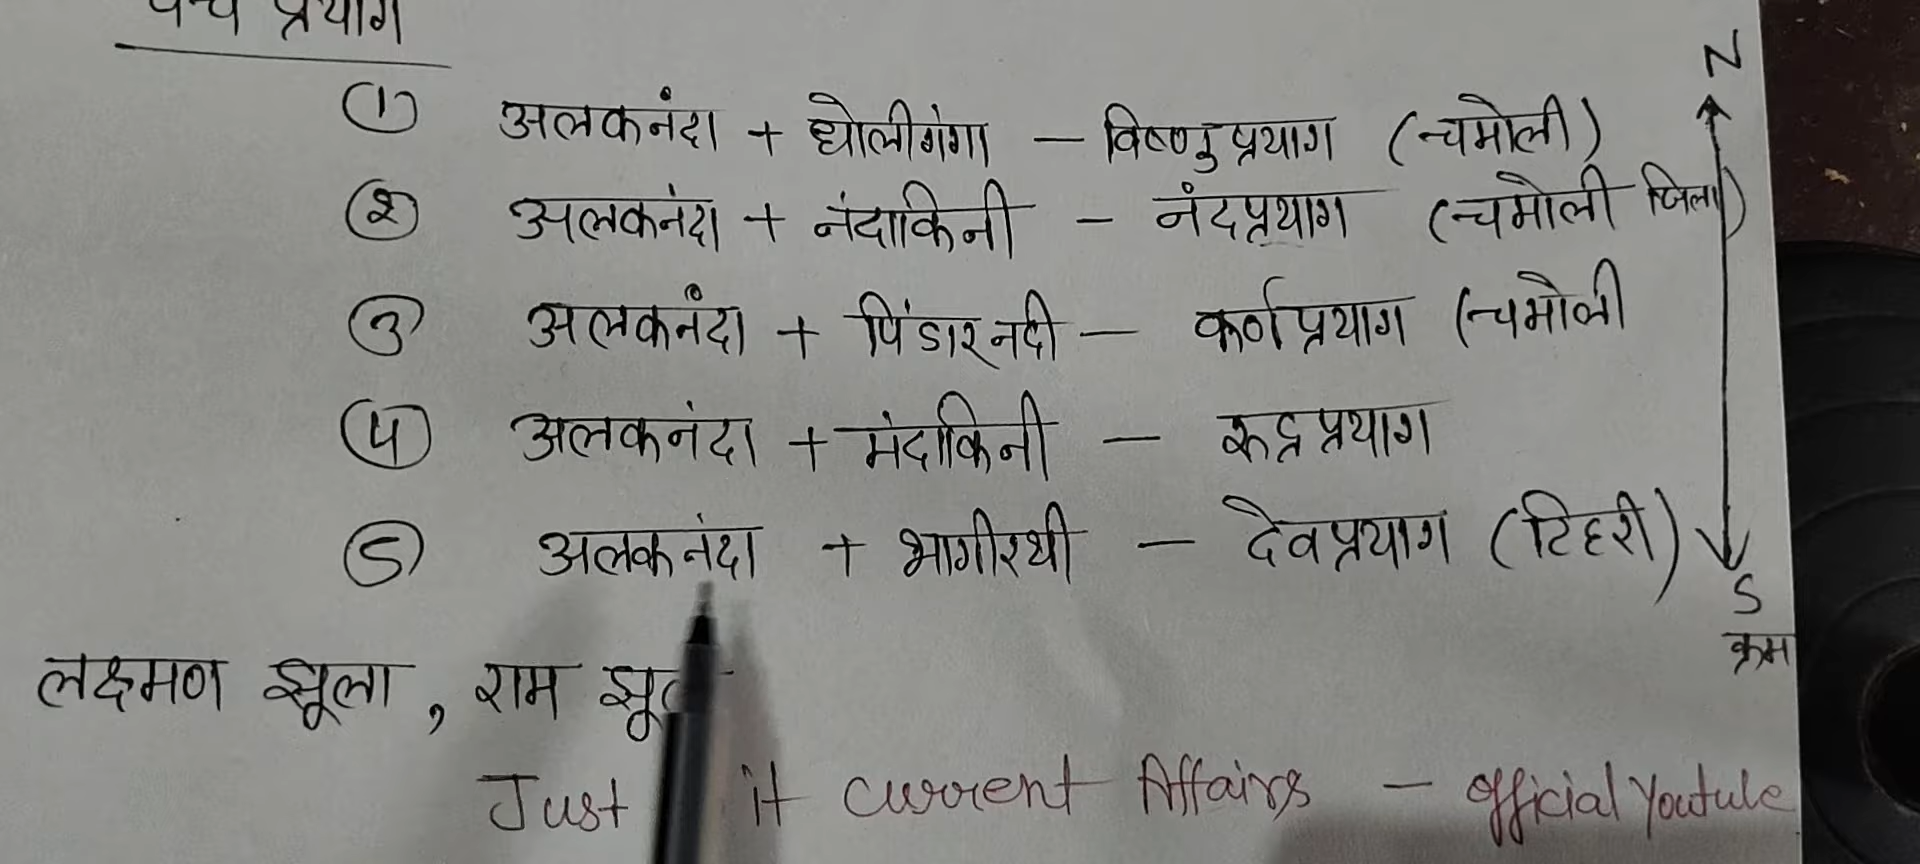 पंच प्रयाग
① अलकनंदा + धोलीगंगा – विष्णुप्रयाग (चमोली)
② अलकनंदा + नंदाकिनी – नंदप्रयाग (चमोली जिला)
③ अलकनंदा + पिंडार नदी – कर्णप्रयाग (चमोली
④ अलकनंदा + मंदाकिनी – रुद्रप्रयाग
⑤ अलकनंदा + भागीरथी – देवप्रयाग (टिहरी)
N
S
क्रम
लक्ष्मण झूला, राम
Just it current Affairs – official Youtube